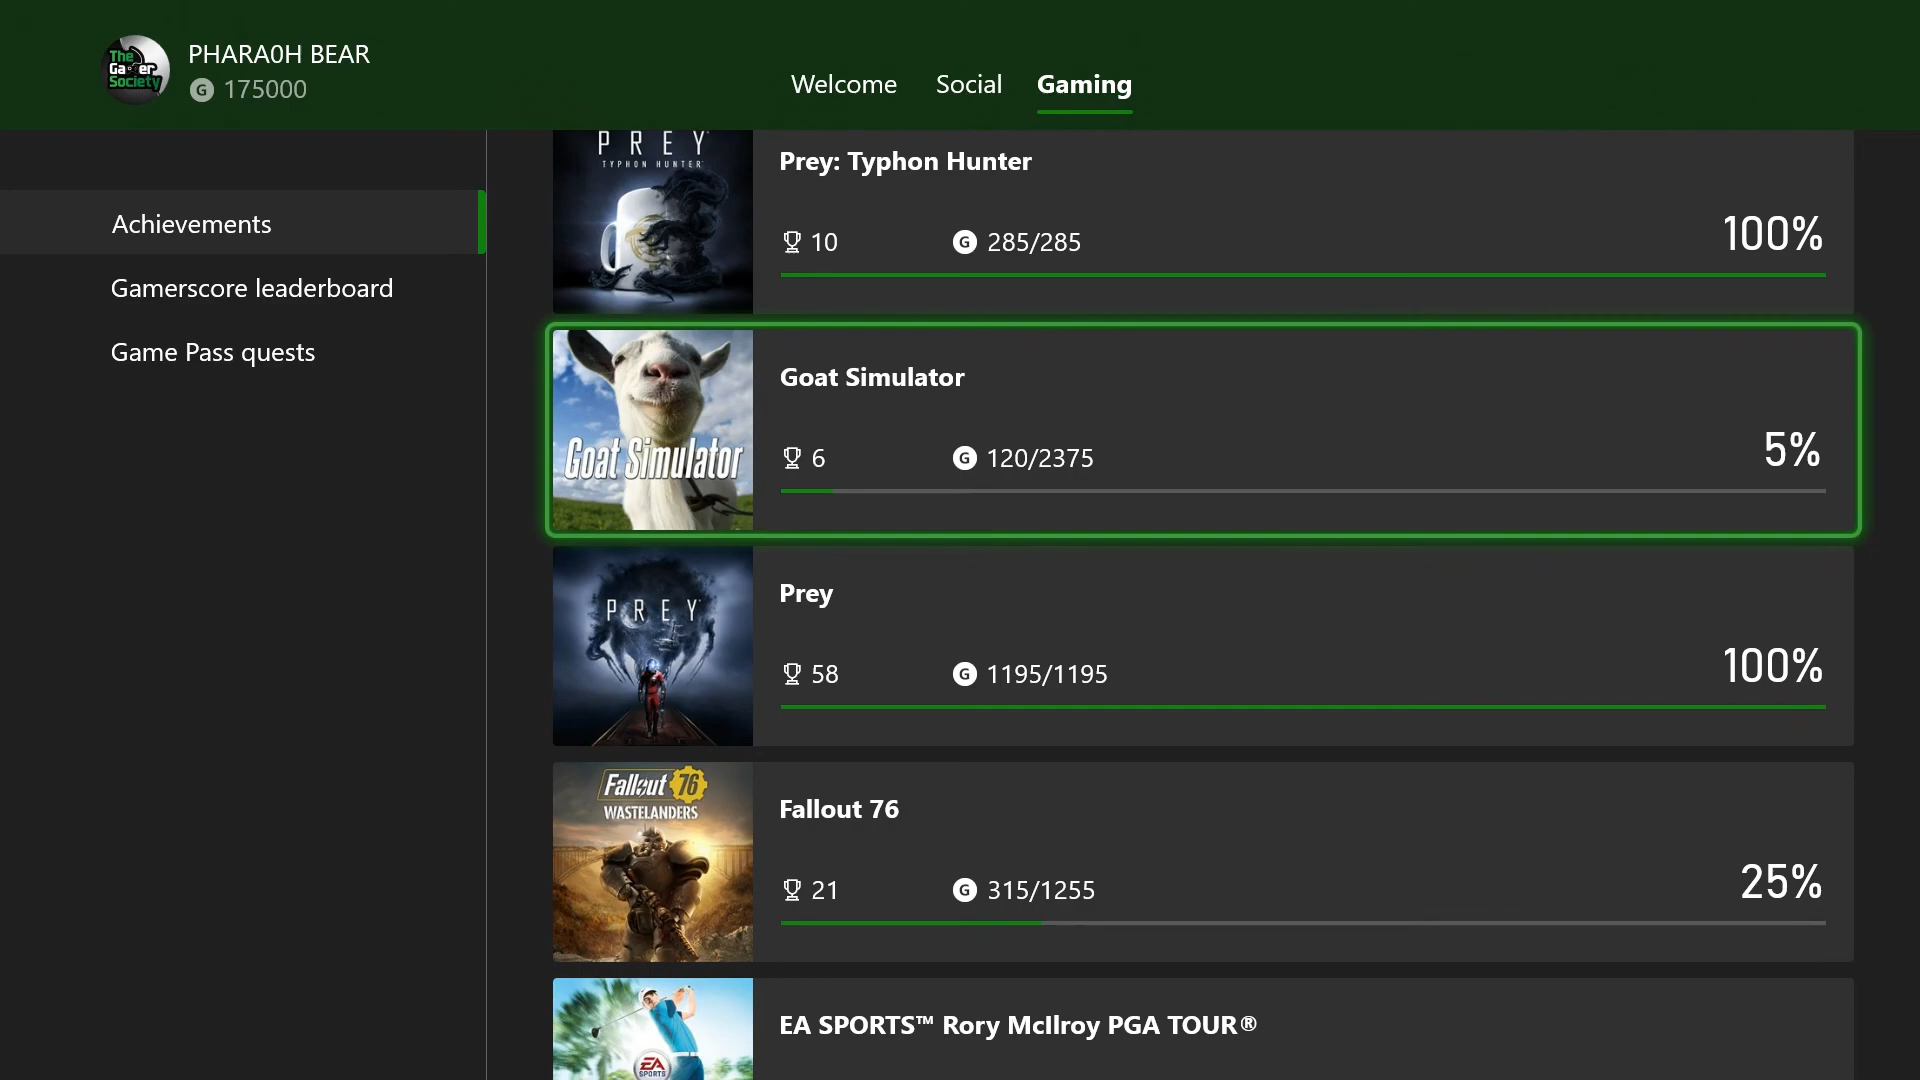 The
Gamer
Society
PHARA0H BEAR
G 175000
Welcome Social Gaming
Achievements
Gamerscore leaderboard
Game Pass quests
PREY
TYPHON HUNTER
Prey: Typhon Hunter
10 G 285/285 100%
Goat Simulator
Goat Simulator
6 G 120/2375 5%
PREY
Prey
58 G 1195/1195 100%
Fallout 76
WASTELANDERS
Fallout 76
21 G 315/1255 25%
EA SPORTS
EA SPORTS™ Rory McIlroy PGA TOUR®